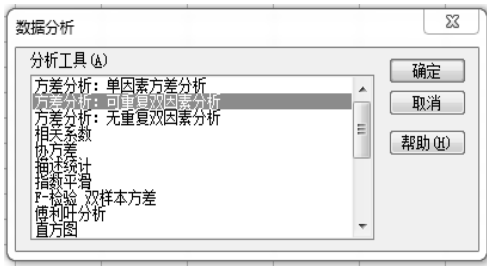 数据分析
分析工具(A)
方差分析：单因素方差分析
方差分析：可重复双因素分析
方差分析：无重复双因素分析
相关系数
协方差
描述统计
指数平滑
F-检验 双样本方差
傅利叶分析
直方图
确定
取消
帮助(H)